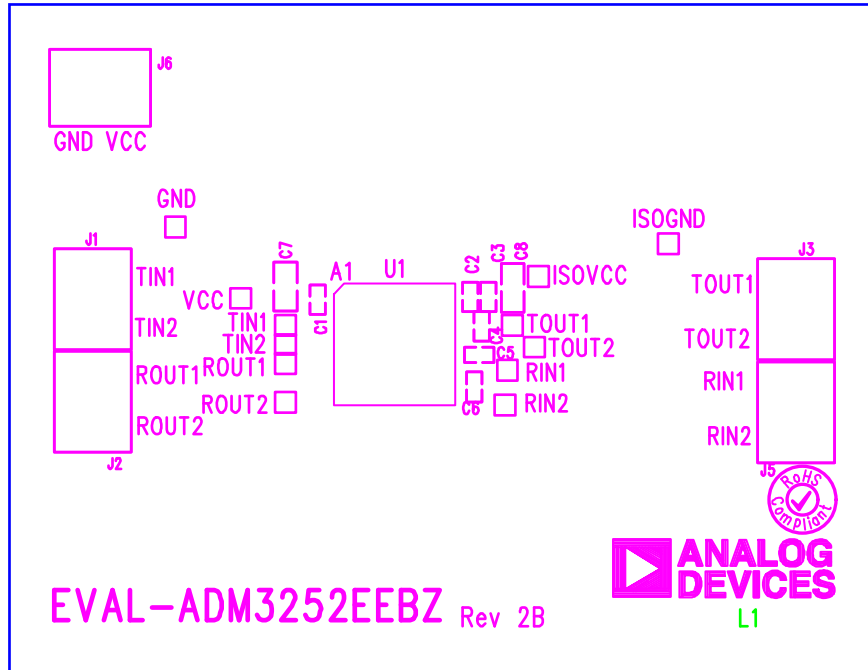 J6
GND VCC
GND
ISOGND
J1
C7
A1
U1
C2
C3
C8
J3
TIN1
VCC
C1
ISOVCC
TOUT1
TIN2
TIN1
TOUT1
TIN2
C4
TOUT2
TOUT2
ROUT1
ROUT1
C5
RIN1
RIN1
ROUT2
ROUT2
C6
RIN2
RIN2
J2
J5
RoHS
Compliant
ANALOG
DEVICES
EVAL-ADM3252EEBZ Rev 2B
L1